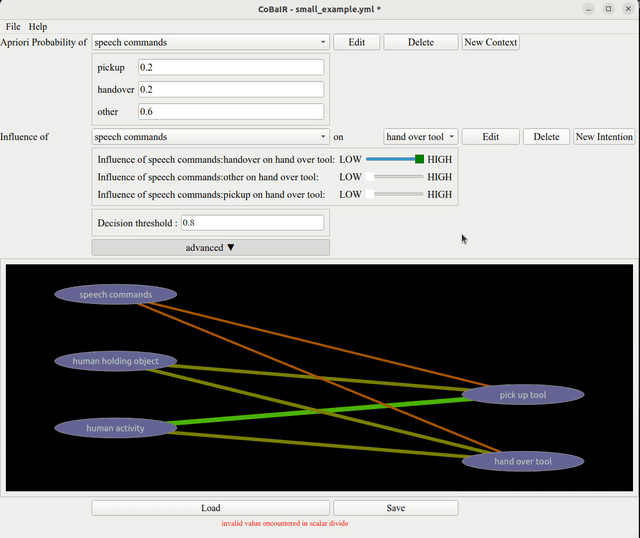 CoBaIR - small_example.yml *
File Help
Apriori Probability of speech commands Edit Delete New Context
pickup 0.2
handover 0.2
other 0.6
Influence of speech commands on hand over tool Edit Delete New Intention
Influence of speech commands:handover on hand over tool: LOW HIGH
Influence of speech commands:other on hand over tool: LOW HIGH
Influence of speech commands:pickup on hand over tool: LOW HIGH
Decision threshold : 0.8
advanced ▼
speech commands
human holding object
pick up tool
human activity
hand over tool
Load Save
invalid value encountered in scalar divide